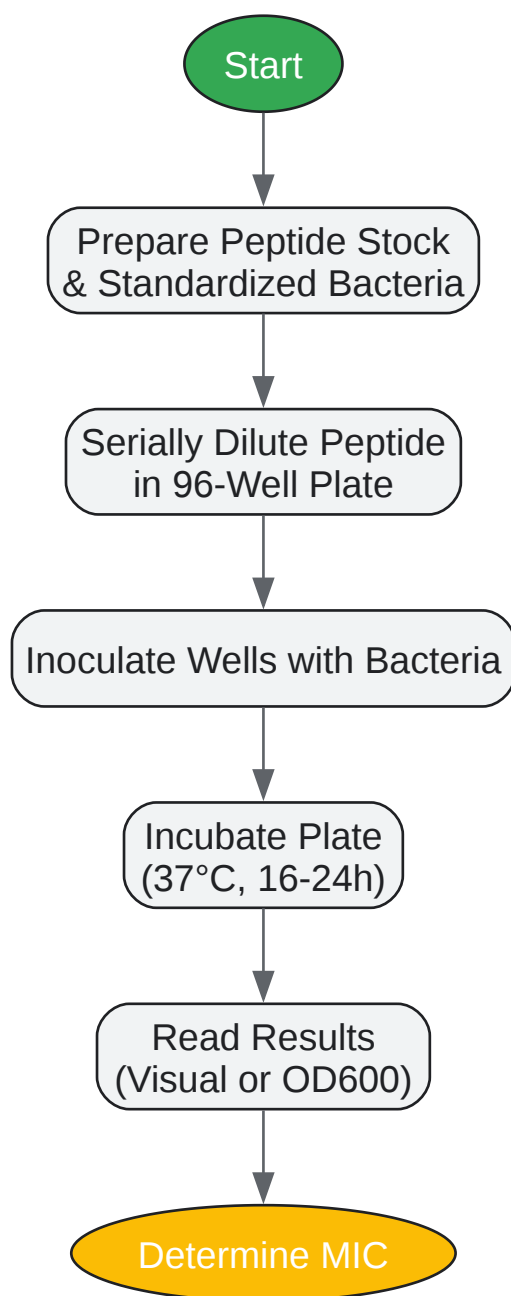 Start
Prepare Peptide Stock
& Standardized Bacteria
Serially Dilute Peptide
in 96-Well Plate
Inoculate Wells with Bacteria
Incubate Plate
(37°C, 16-24h)
Read Results
(Visual or OD600)
Determine MIC